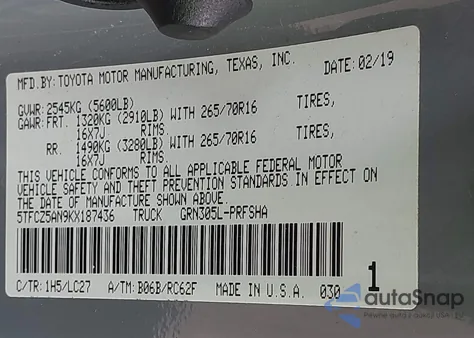 MFD.BY: TOYOTA MOTOR MANUFACTURING, TEXAS, INC. DATE: 02/19
GVWR: 2545KG (5600LB)
GAWR: FRT. 1320KG (2910LB) WITH 265/70R16 TIRES,
16X7J RIMS
RR. 1490KG (3280LB) WITH 265/70R16 TIRES,
16X7J RIMS
THIS VEHICLE CONFORMS TO ALL APPLICABLE FEDERAL MOTOR
VEHICLE SAFETY AND THEFT PREVENTION STANDARDS IN EFFECT ON
THE DATE OF MANUFACTURE SHOWN ABOVE.
5TFCZ5AN9KX187436 TRUCK GRN305L-PRFSHA
C/TR: 1H5/LC27 A/TM: B06B/RC62F MADE IN U.S.A. 030 1
autoSnap